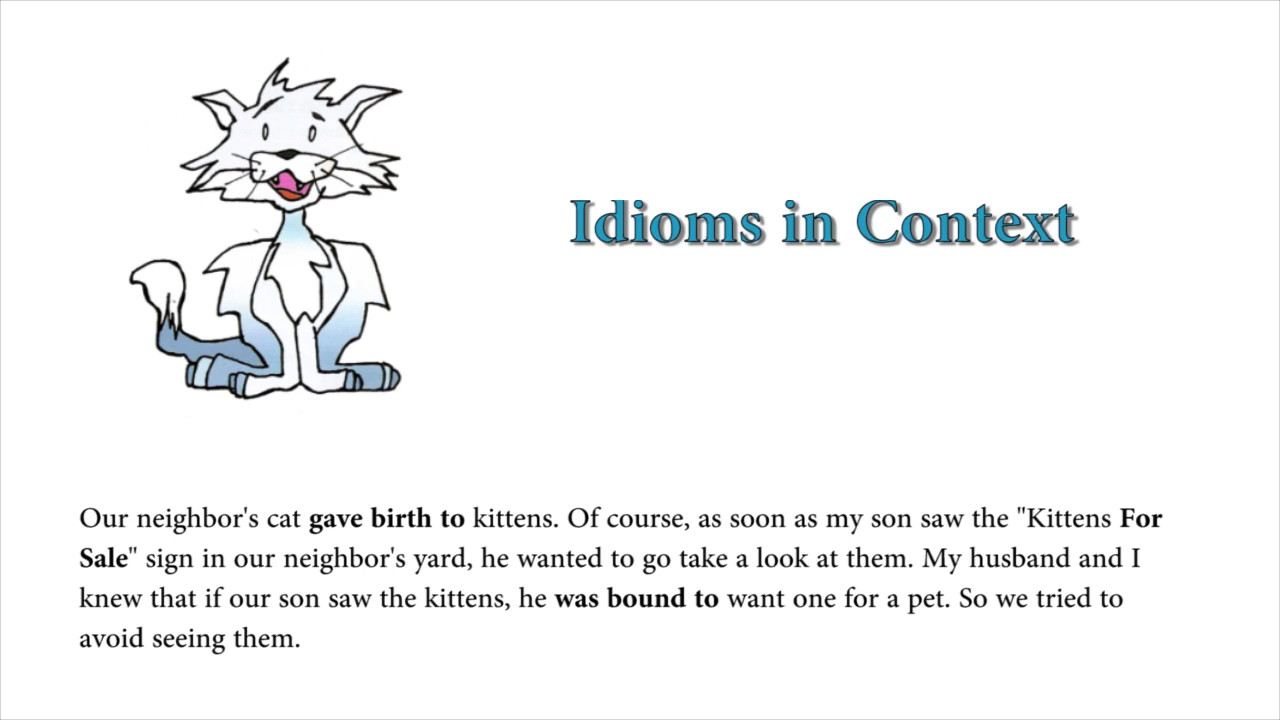 Idioms in Context
Our neighbor's cat gave birth to kittens. Of course, as soon as my son saw the "Kittens For
Sale" sign in our neighbor's yard, he wanted to go take a look at them. My husband and I
knew that if our son saw the kittens, he was bound to want one for a pet. So we tried to
avoid seeing them.